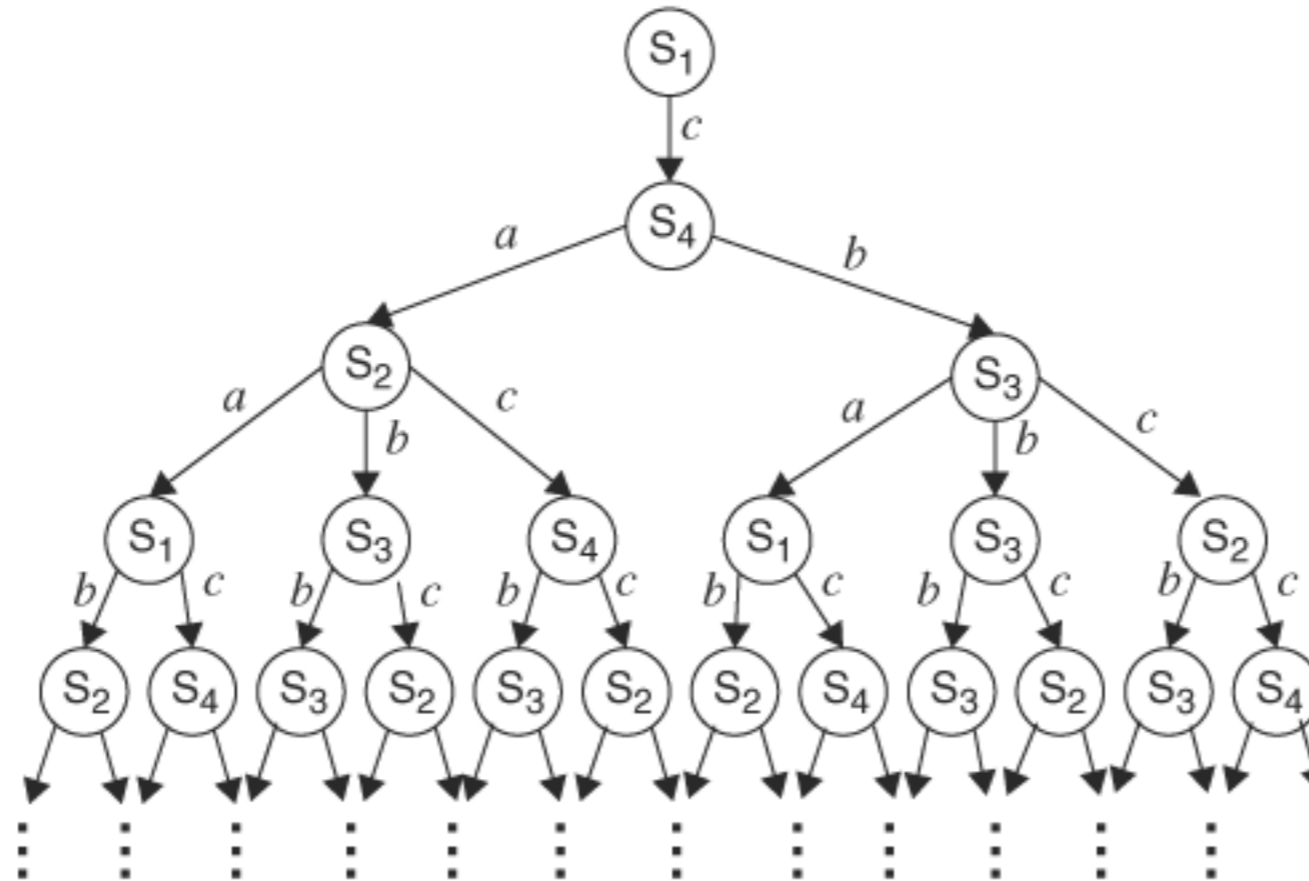 S1
c
S4
a b
S2 S3
a b c a b c
S1 S3 S4 S1 S3 S2
b c b c b c b c b c b c
S2 S4 S3 S2 S3 S2 S2 S4 S3 S2 S3 S4